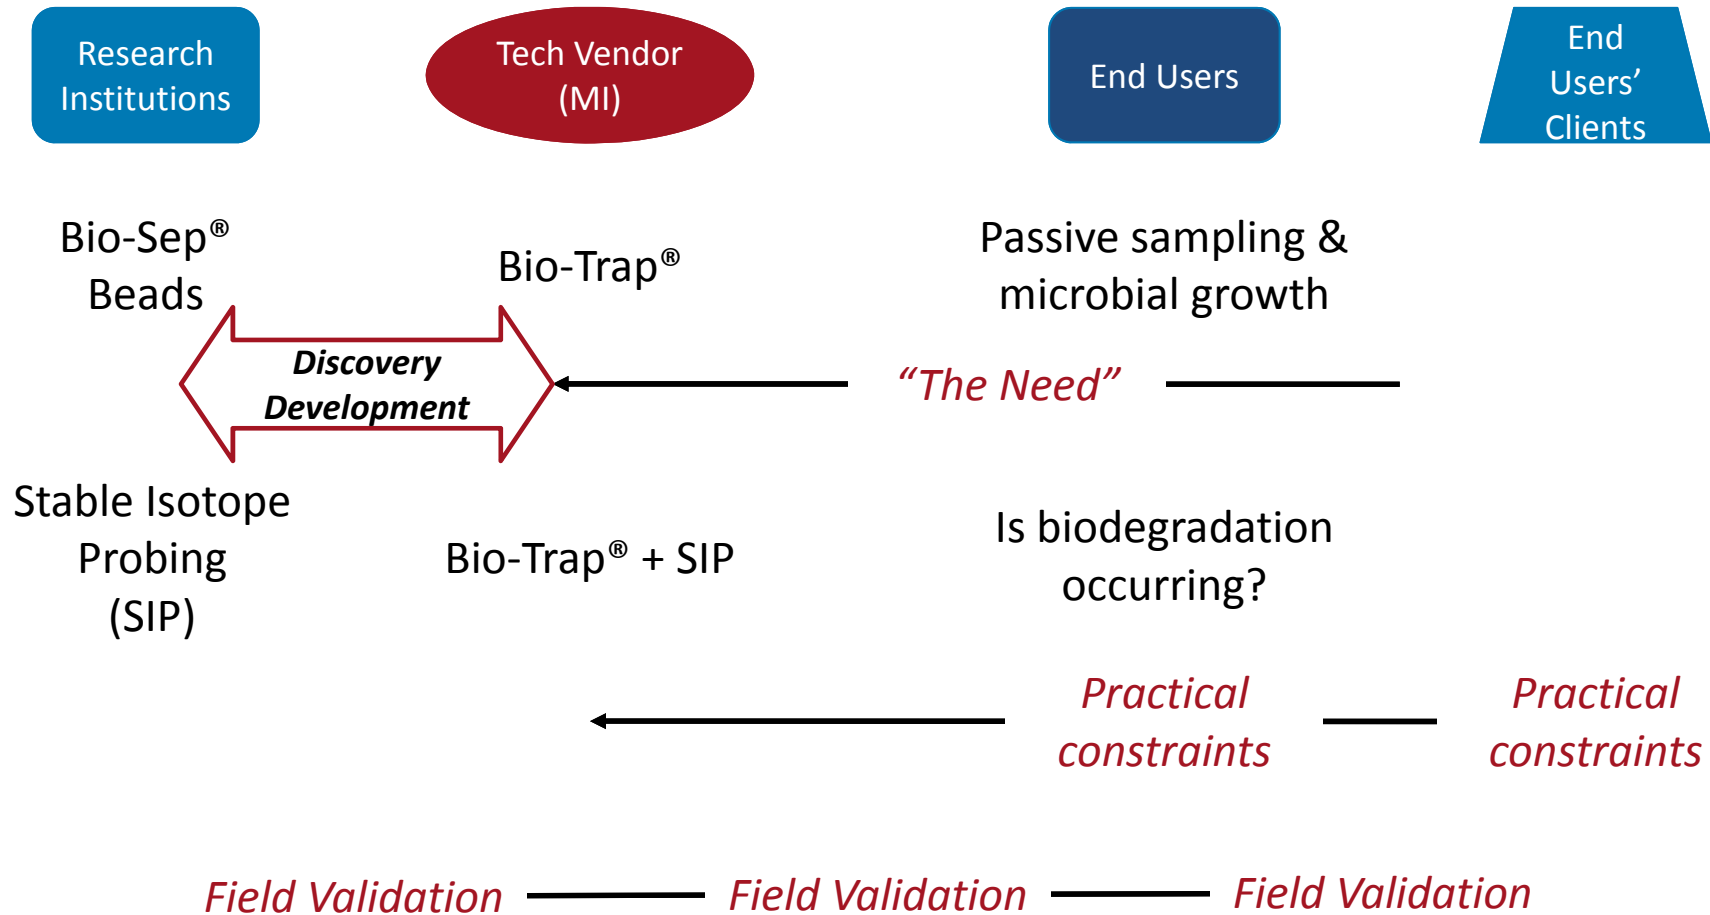 Research
Institutions
Tech Vendor
(MI)
End Users
End
Users’
Clients
Bio-Sep®
Beads
Bio-Trap®
Passive sampling &
microbial growth
Discovery
Development
“The Need”
Stable Isotope
Probing
(SIP)
Bio-Trap® + SIP
Is biodegradation
occurring?
Practical
constraints
Practical
constraints
Field Validation
Field Validation
Field Validation